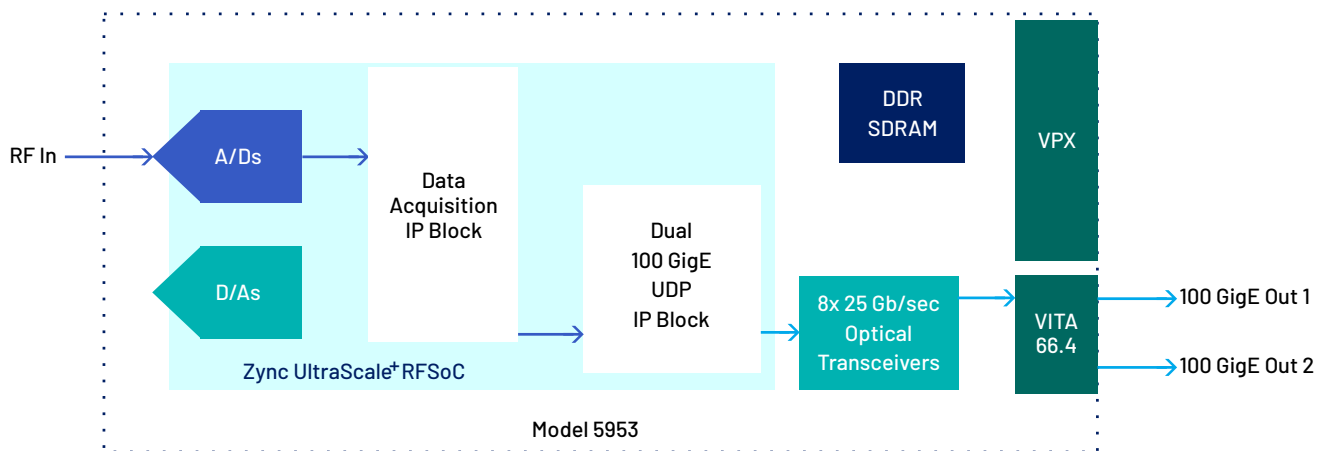 RF In
A/Ds
D/As
Data
Acquisition
IP Block
Zync UltraScale+ RFSoC
Dual
100 GigE
UDP
IP Block
DDR
SDRAM
8x 25 Gb/sec
Optical
Transceivers
VPX
VITA
66.4
100 GigE Out 1
100 GigE Out 2
Model 5953